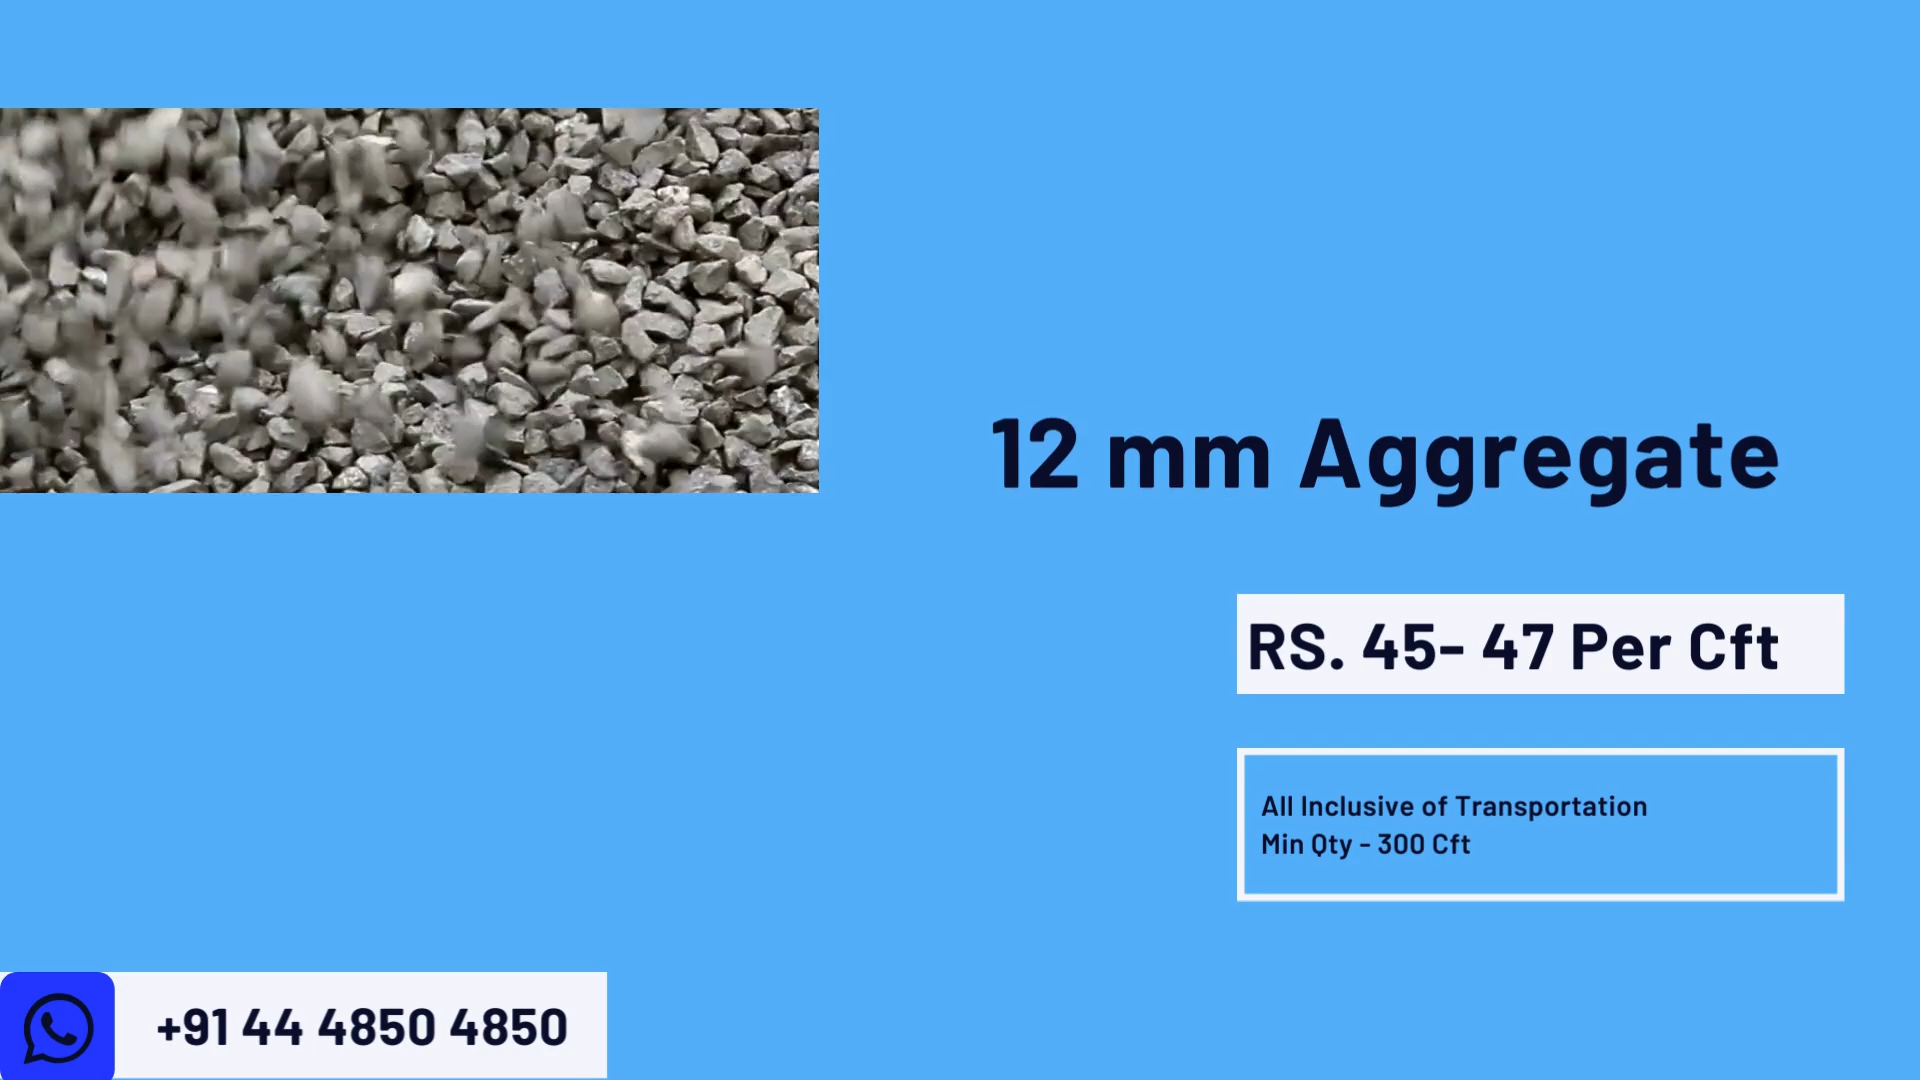 12 mm Aggregate
RS. 45- 47 Per Cft
All Inclusive of Transportation
Min Qty - 300 Cft
+91 44 4850 4850